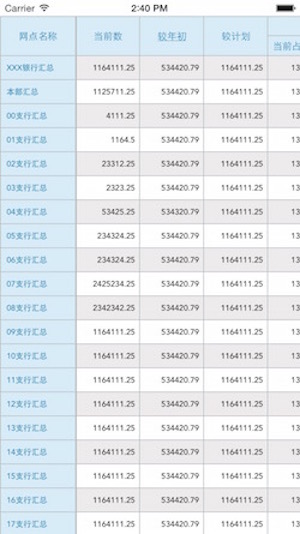 Carrier 2:40 PM
网点名称 当前数 较年初 较计划 当前占
XXX银行汇总 1164111.25 534420.79 1164111.25 13
本部汇总 1125711.25 534420.79 1164111.25 13
00支行汇总 4111.25 534420.79 1164111.25 13
01支行汇总 1164.5 534420.79 1164111.25 13
02支行汇总 23312.25 534420.79 1164111.25 13
03支行汇总 2323.25 534420.79 1164111.25 13
04支行汇总 53425.25 534320.79 1164111.25 13
05支行汇总 234324.25 534420.79 1164111.25 13
06支行汇总 234324.25 534420.79 1164111.25 13
07支行汇总 2425234.25 534420.79 1164111.25 13
08支行汇总 2342342.25 534420.79 1164111.25 13
09支行汇总 1164111.25 534420.79 1164111.25 13
10支行汇总 1164111.25 534420.79 1164111.25 13
11支行汇总 1164111.25 534420.79 1164111.25 13
12支行汇总 1164111.25 534420.79 1164111.25 13
13支行汇总 1164111.25 534420.79 1164111.25 13
14支行汇总 1164111.25 534420.79 1164111.25 13
15支行汇总 1164111.25 534420.79 1164111.25 13
16支行汇总 1164111.25 534420.79 1164111.25 13
17支行汇总 1164111.25 534420.79 1164111.25 13